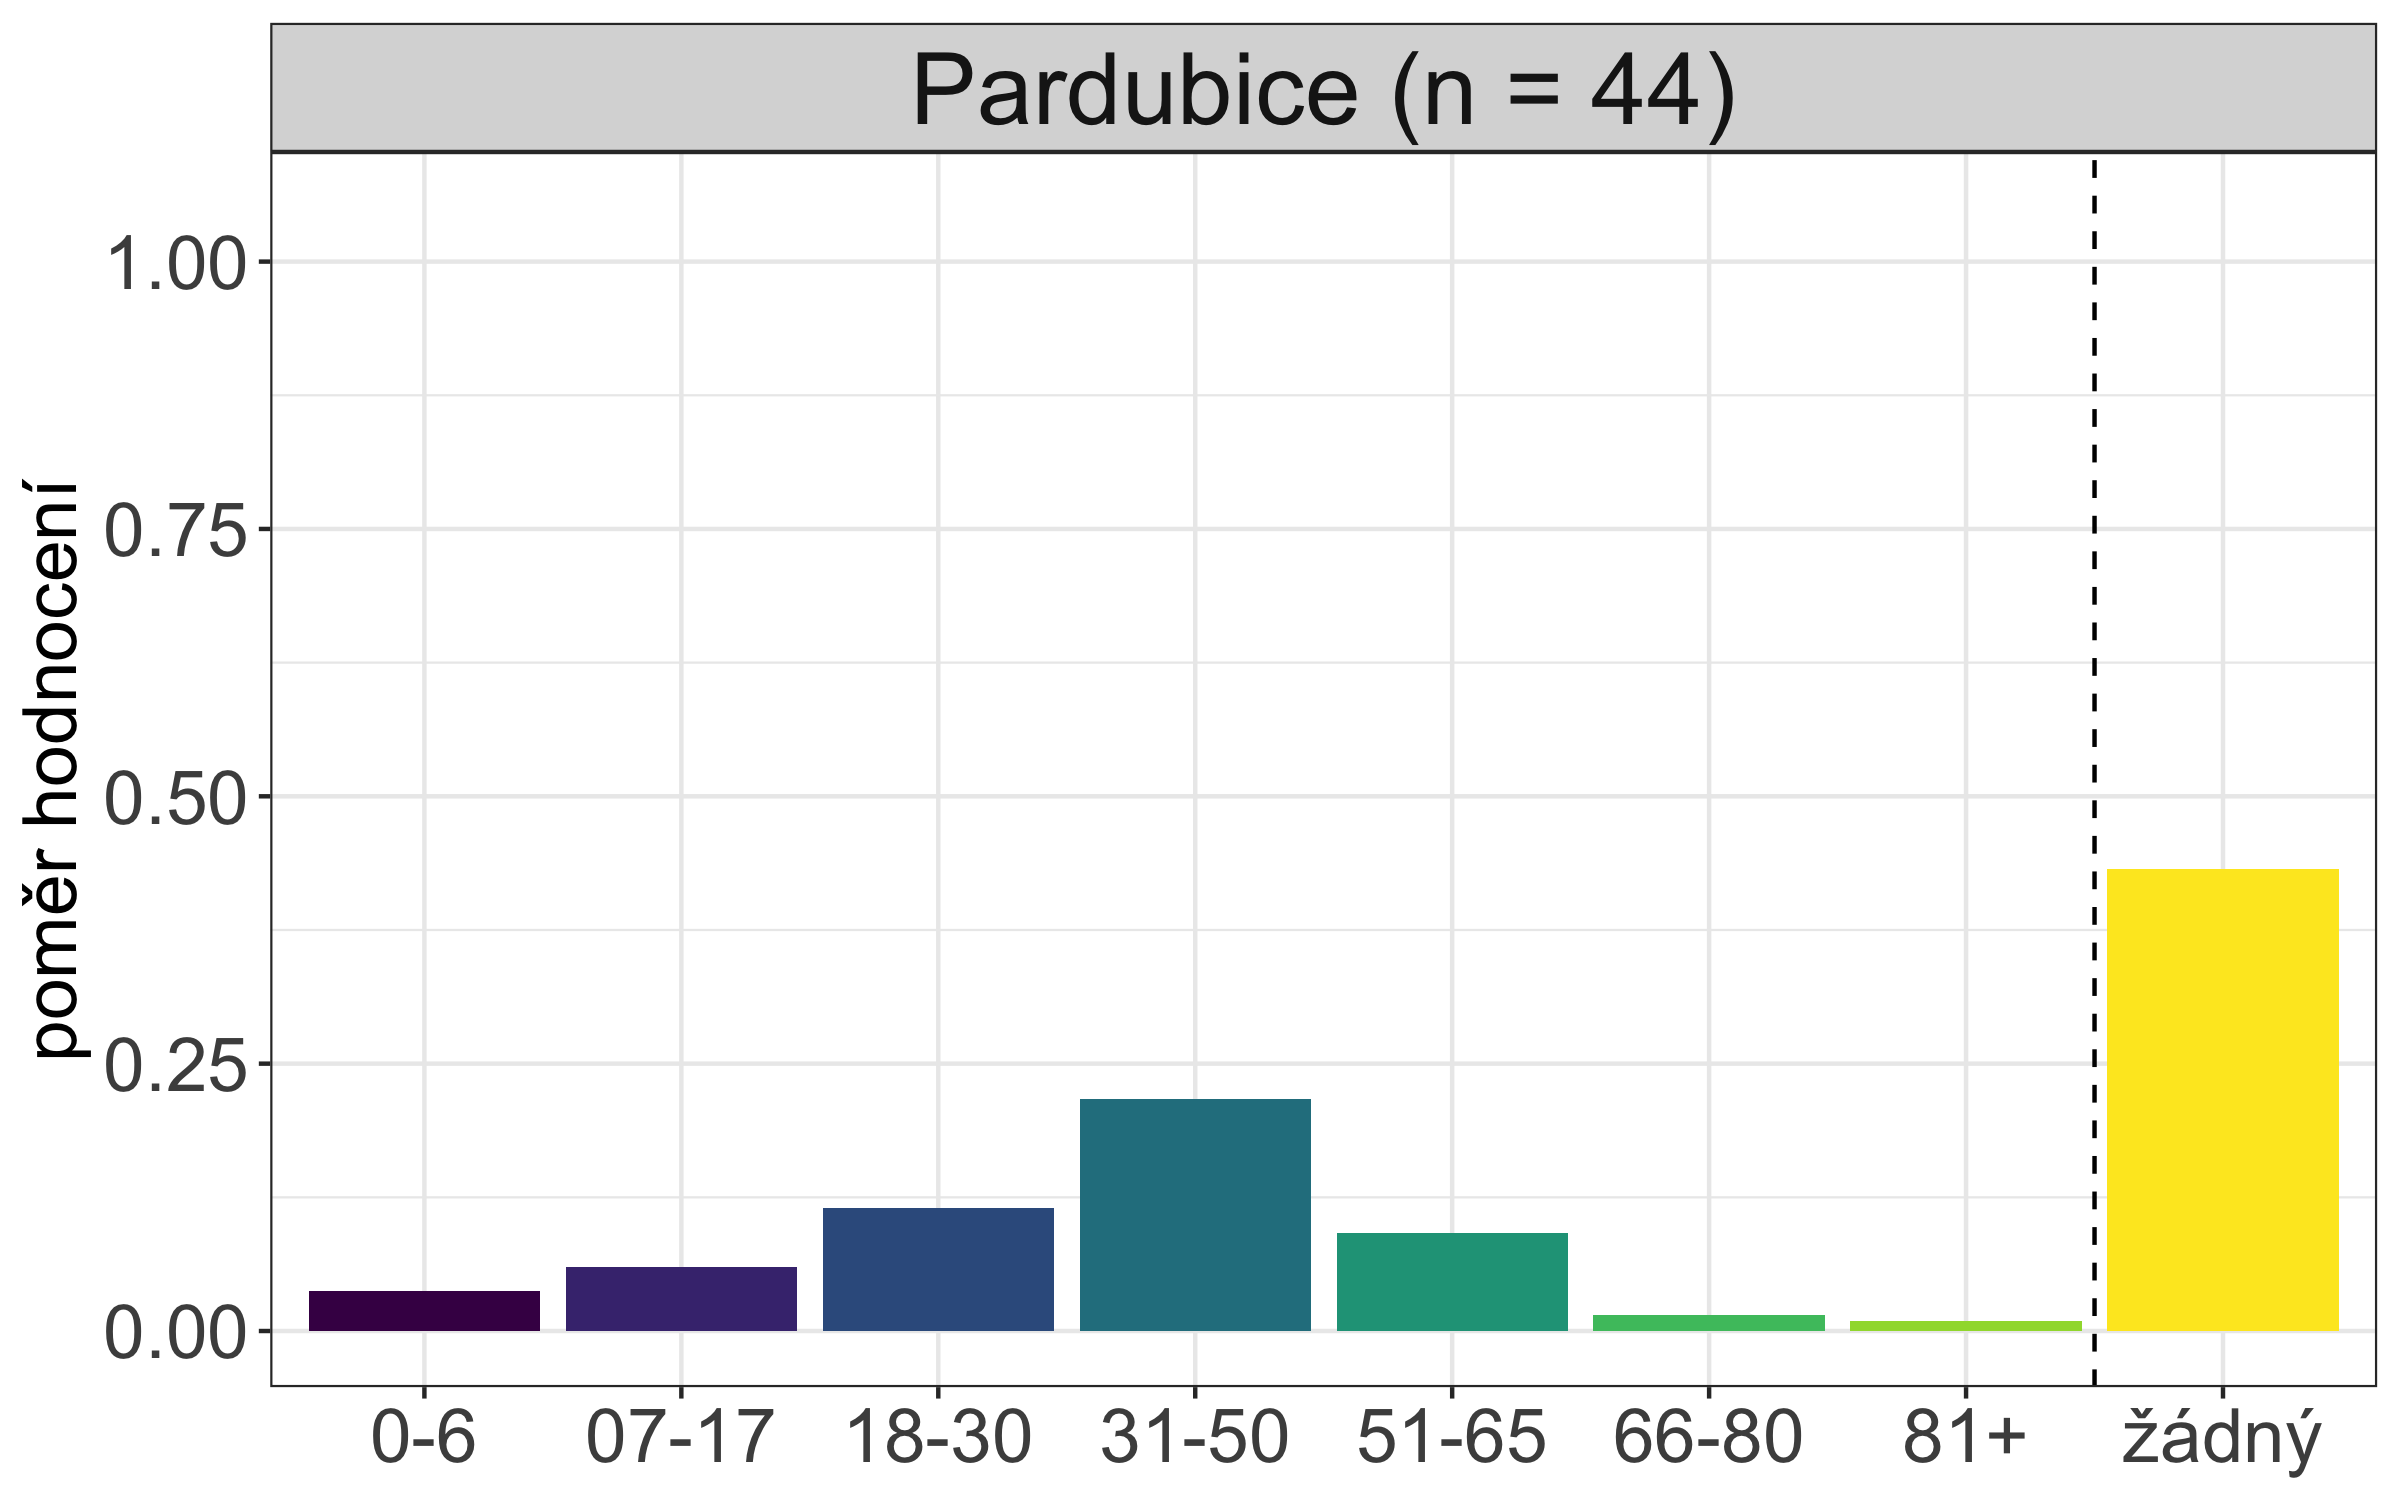 Pardubice (n = 44)
poměr hodnocení
1.00
0.75
0.50
0.25
0.00
0-6 07-17 18-30 31-50 51-65 66-80 81+ žádný